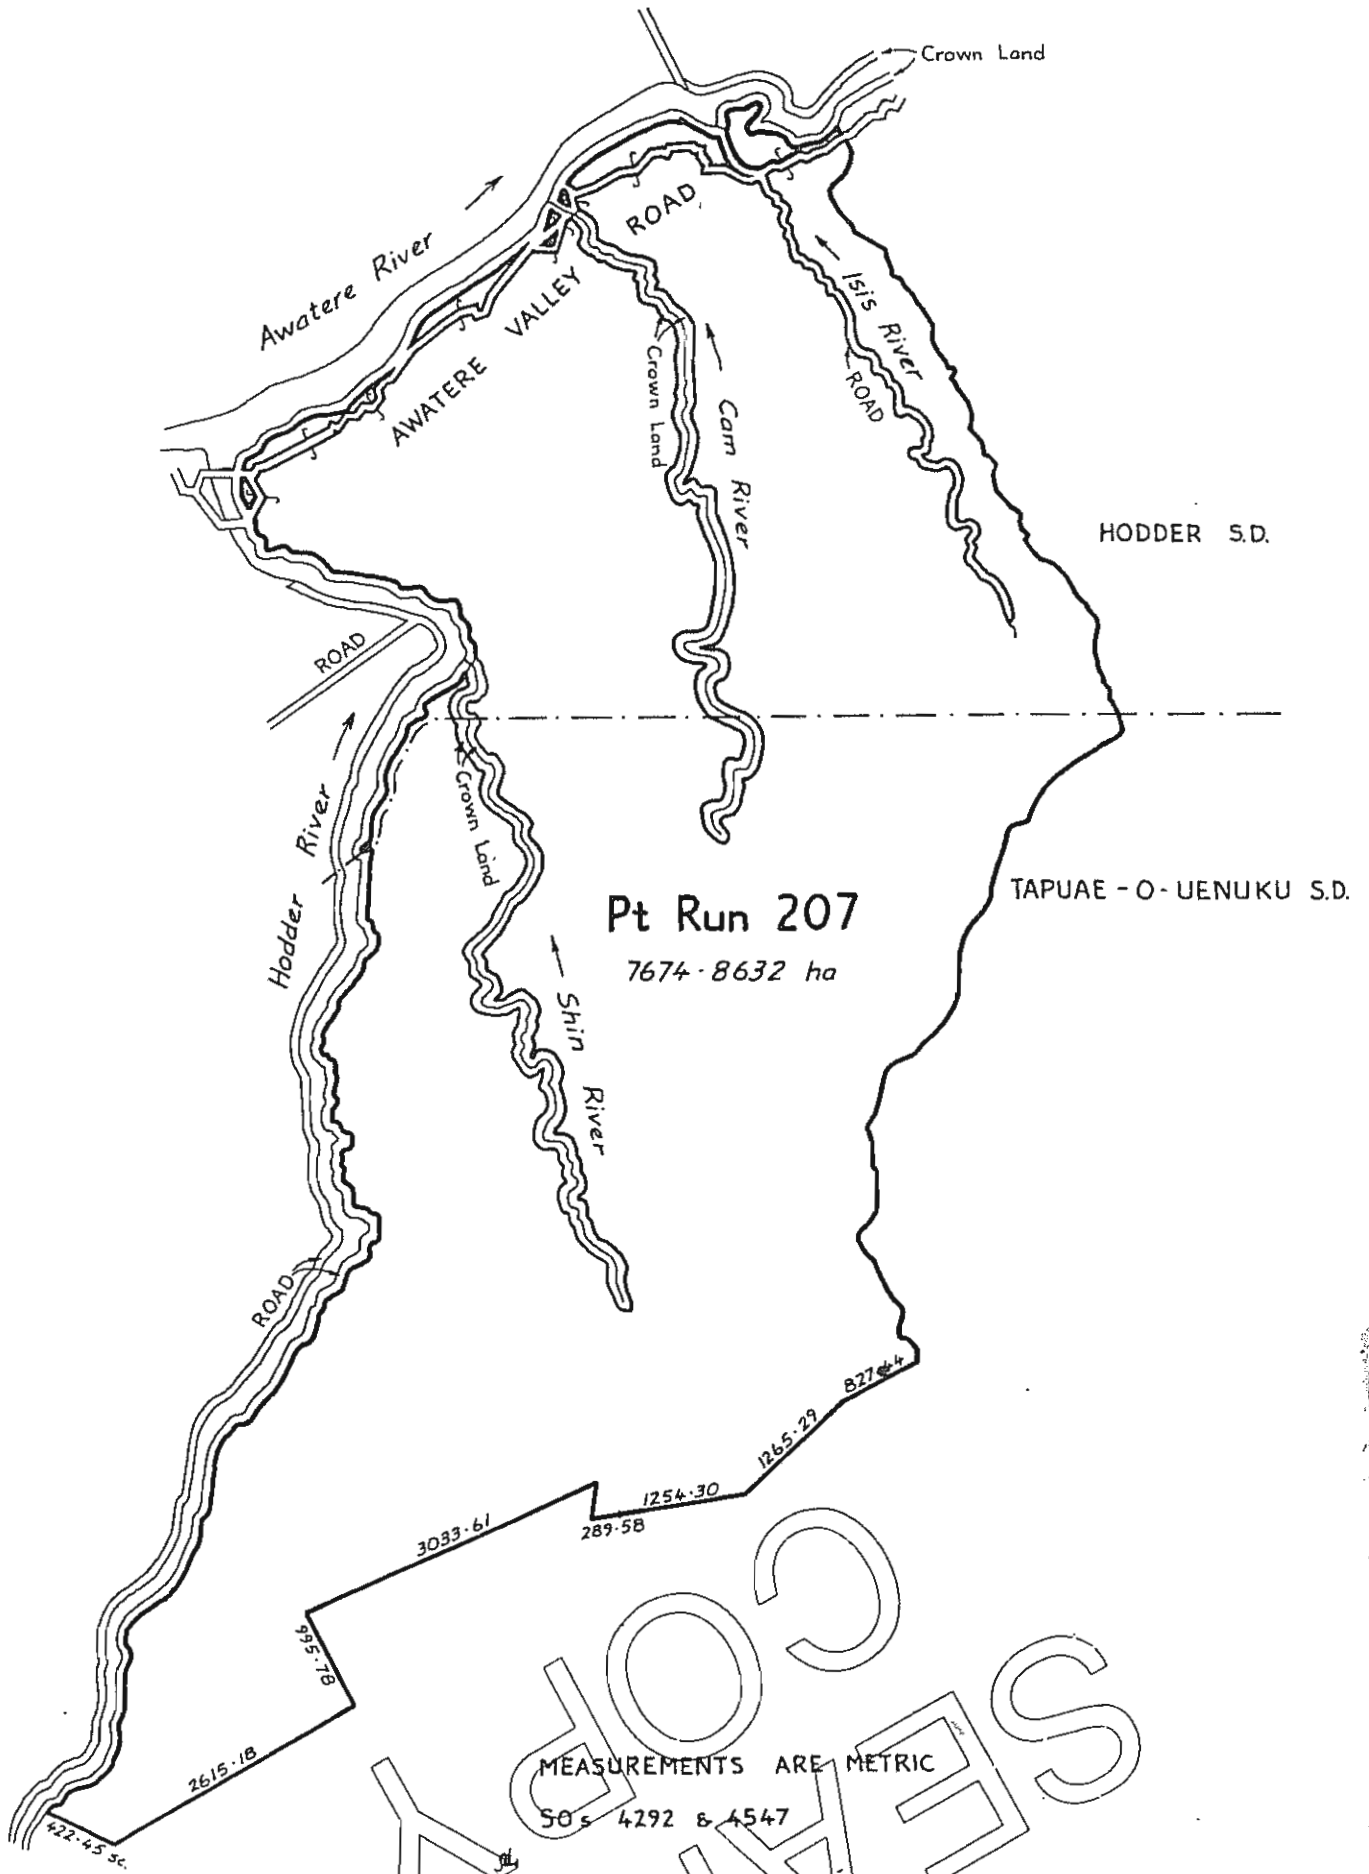 Crown Land
Awatere River
ROAD
AWATERE VALLEY
Isis River
ROAD
Crown Land
Cam River
HODDER S.D.
ROAD
Hodder River
Crown Land
TAPUAE-O-UENUKU S.D.
Pt Run 207
7674·8632 ha
Shin River
ROAD
827·44
1265·29
1254·30
289·58
3033·61
995·78
2615·18
422·45 sc.
MEASUREMENTS ARE METRIC
SOs 4292 & 4547
COPY